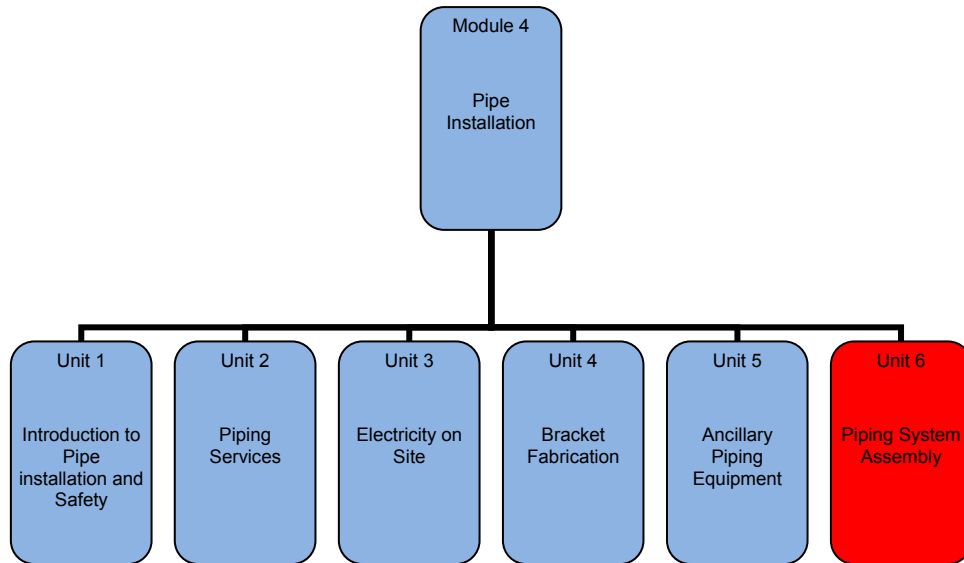 Module 4
Pipe
Installation
Unit 1
Introduction to
Pipe
installation and
Safety
Unit 2
Piping
Services
Unit 3
Electricity on
Site
Unit 4
Bracket
Fabrication
Unit 5
Ancillary
Piping
Equipment
Unit 6
Piping System
Assembly